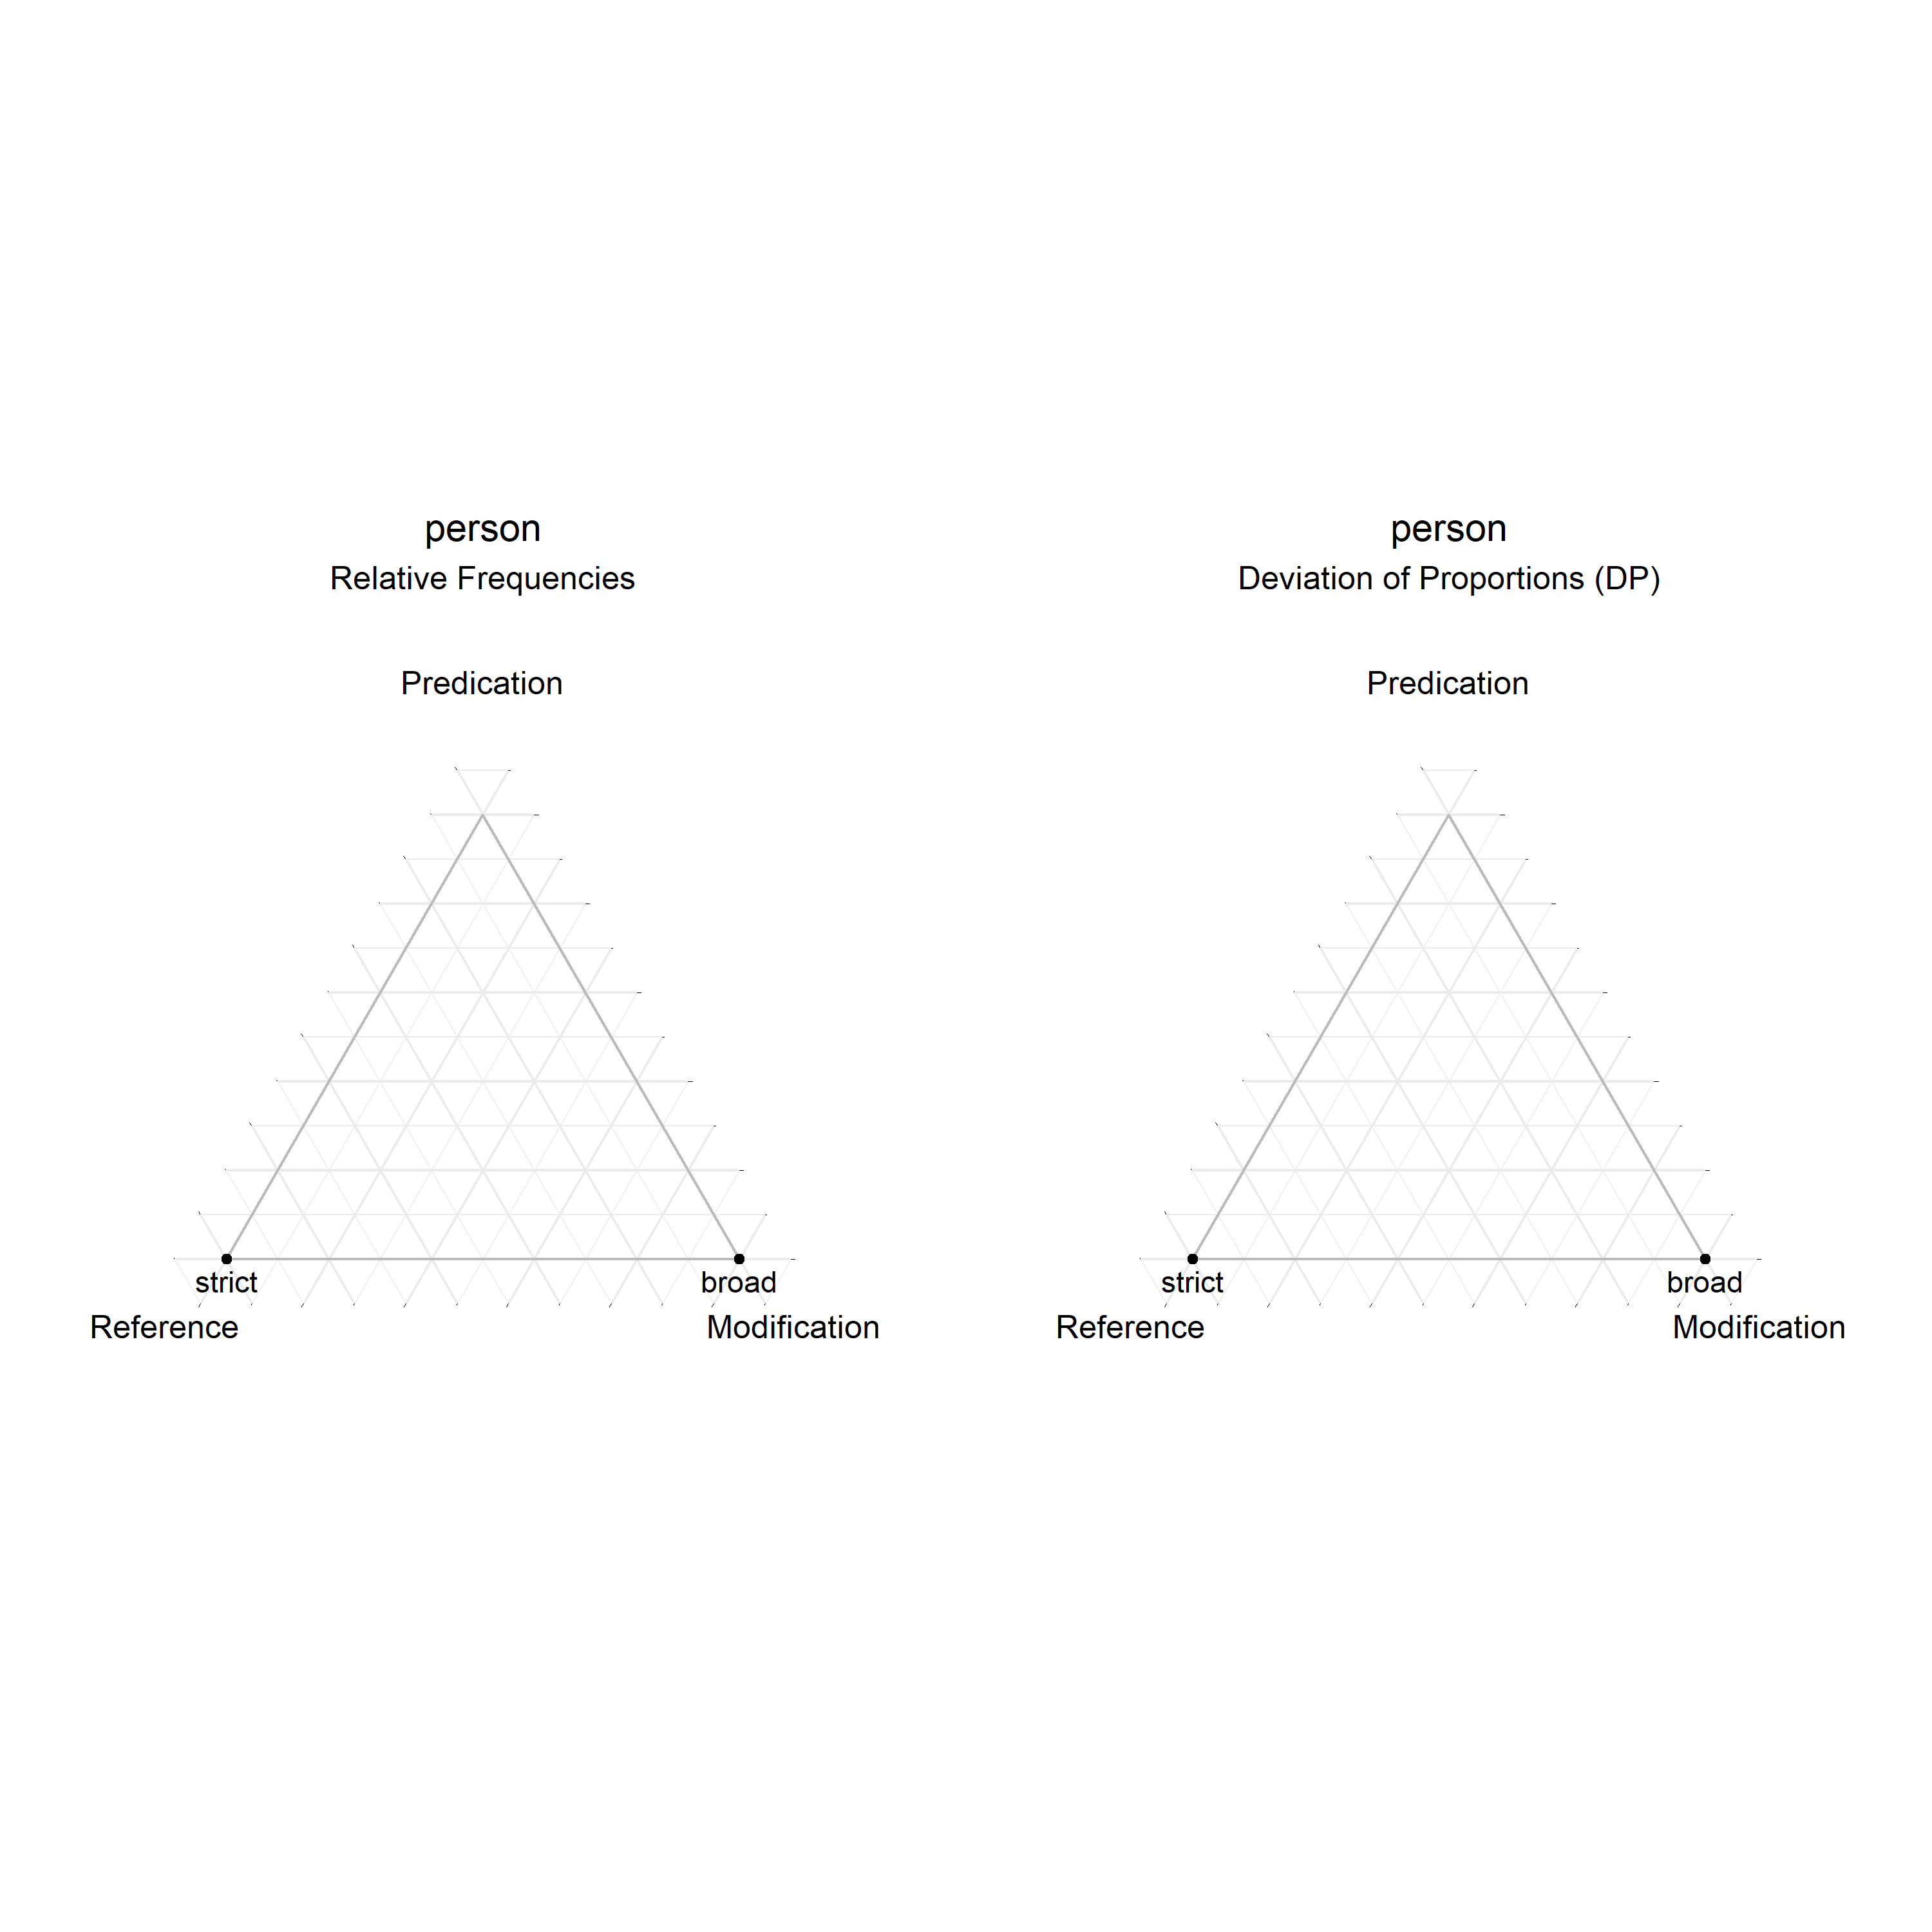 person
Relative Frequencies
Predication
strict
broad
Reference
Modification
person
Deviation of Proportions (DP)
Predication
strict
broad
Reference
Modification